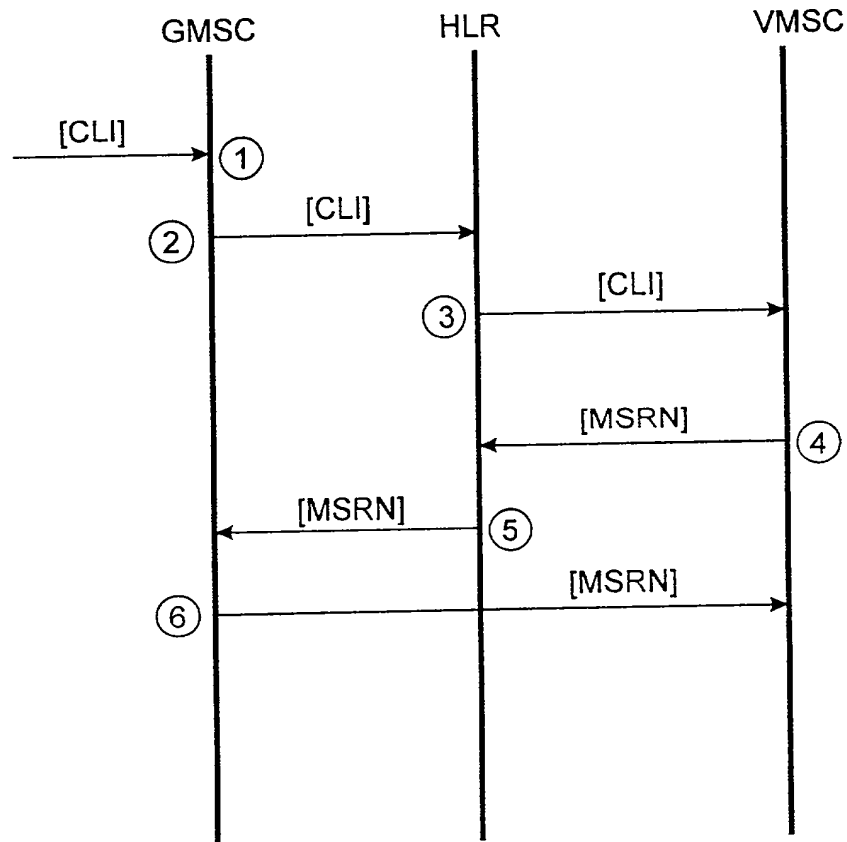 GMSC HLR VMSC
[CLI]
1
[CLI]
2
[CLI]
3
[MSRN]
4
[MSRN]
5
[MSRN]
6